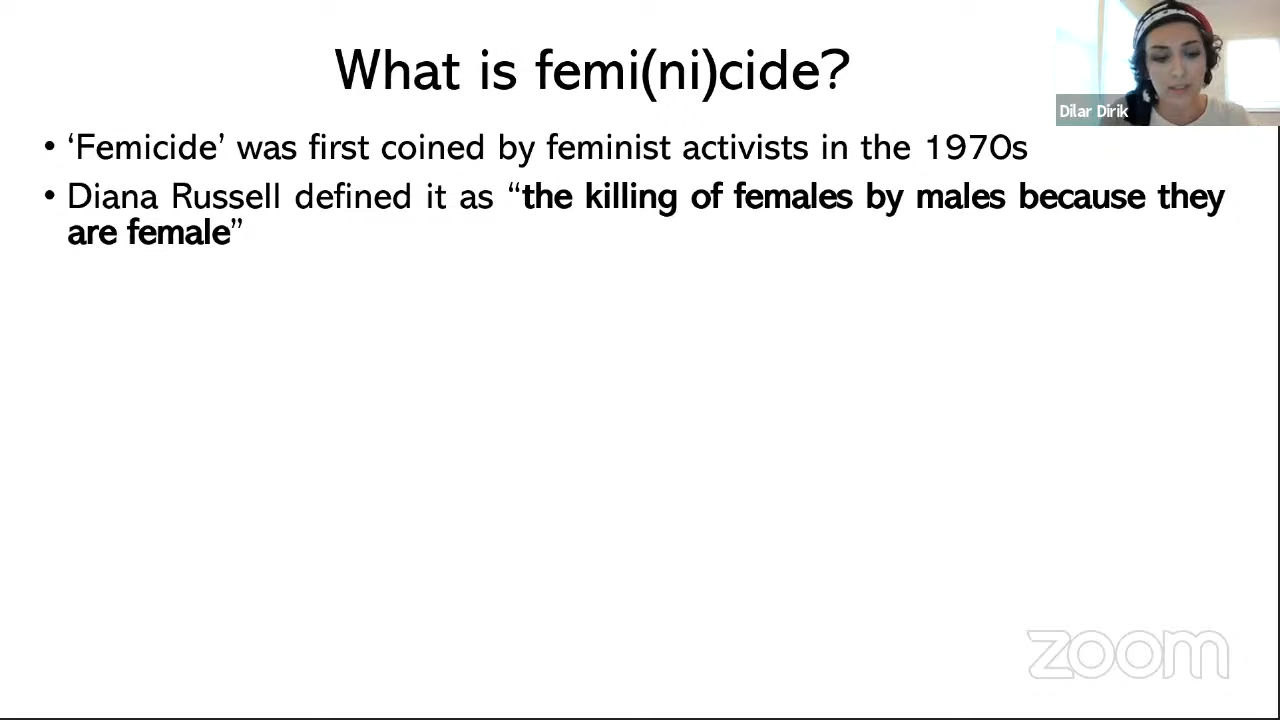 What is femi(ni)cide?
Dilar Dirik
• ‘Femicide’ was first coined by feminist activists in the 1970s
• Diana Russell defined it as “the killing of females by males because they
are female”
zoom